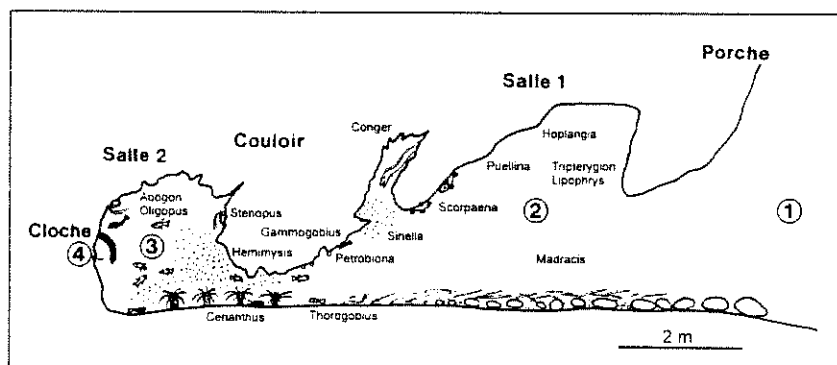 Porche
Salle 1
Conger
Hoplangia
Couloir
Salle 2
Puellina
Tripterygion
Lipophrys
Apogon
Oligopus
Stenopus
Scorpaena
2
1
Cloche
Gammogobius
Sinella
4
3
Hemimysis
Petrobiona
Madracis
Cerianthus
Thorogobius
2 m